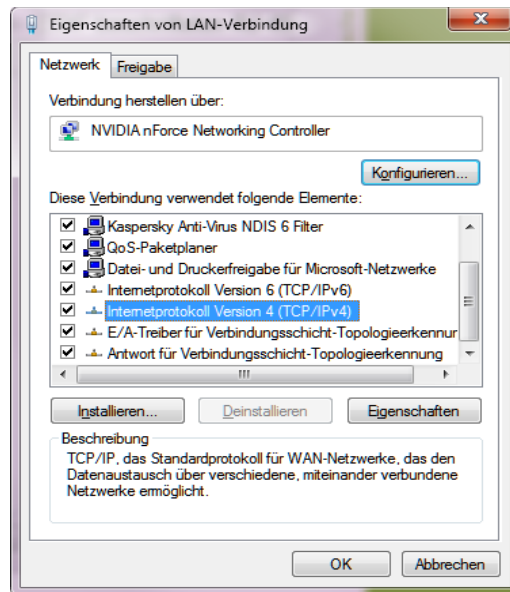 Eigenschaften von LAN-Verbindung
Netzwerk Freigabe
Verbindung herstellen über:
NVIDIA nForce Networking Controller
Konfigurieren...
Diese Verbindung verwendet folgende Elemente:
Kaspersky Anti-Virus NDIS 6 Filter
QoS-Paketplaner
Datei- und Druckerfreigabe für Microsoft-Netzwerke
Internetprotokoll Version 6 (TCP/IPv6)
Internetprotokoll Version 4 (TCP/IPv4)
E/A-Treiber für Verbindungsschicht-Topologieerkennur
Antwort für Verbindungsschicht-Topologieerkennung
Installieren... Deinstallieren Eigenschaften
Beschreibung
TCP/IP, das Standardprotokoll für WAN-Netzwerke, das den
Datenaustausch über verschiedene, miteinander verbundene
Netzwerke ermöglicht.
OK Abbrechen